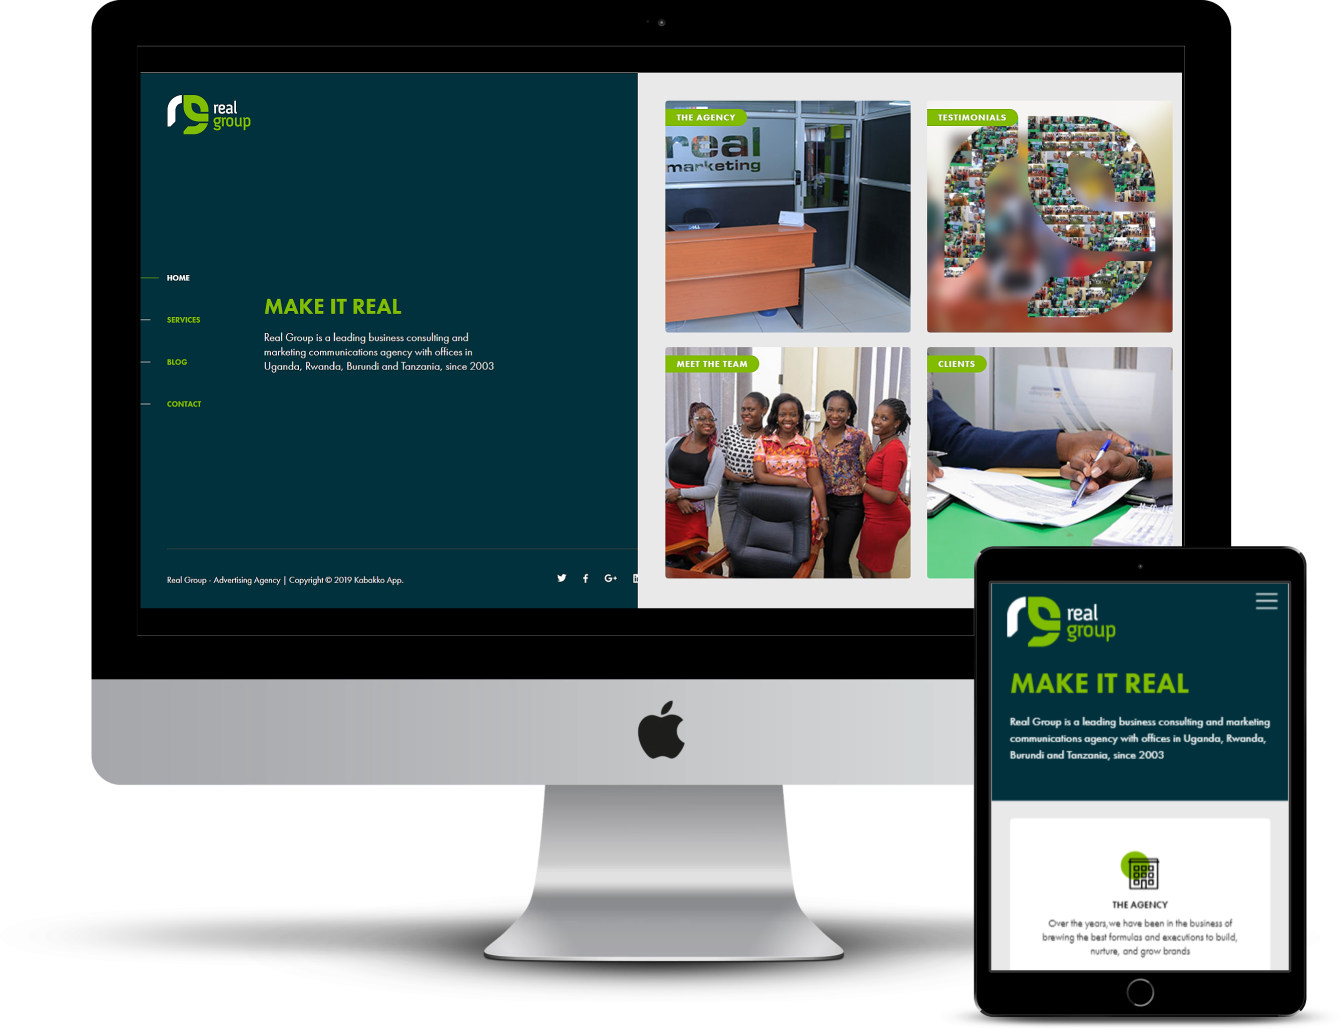 real
group
HOME
SERVICES
BLOG
CONTACT
MAKE IT REAL
Real Group is a leading business consulting and
marketing communications agency with offices in
Uganda, Rwanda, Burundi and Tanzania, since 2003
Real Group - Advertising Agency | Copyright © 2019 Kabakko App.
THE AGENCY
real
marketing
TESTIMONIALS
MEET THE TEAM
CLIENTS
real
group
MAKE IT REAL
Real Group is a leading business consulting and marketing
communications agency with offices in Uganda, Rwanda,
Burundi and Tanzania, since 2003
THE AGENCY
Over the years,we have been in the business of
brewing the best formulas and executions to build,
nurture, and grow brands